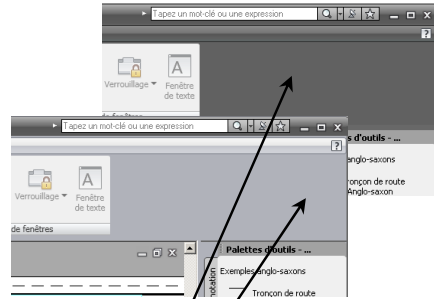 Tapez un mot-clé ou une expression
Verrouillage
Fenêtre
de texte
s d'outils - ...
anglo-saxons
ronçon de route
Anglo-saxon
Tapez un mot-clé ou une expression
Verrouillage
Fenêtre
de texte
de fenêtres
Palettes d'outils - ...
Exemples anglo-saxons
notation
Tronçon de route